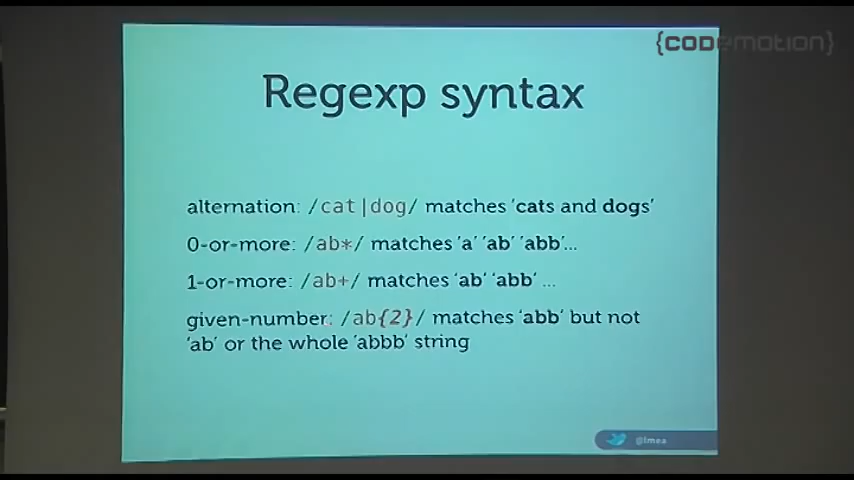 {CODEmotion}
Regexp syntax
alternation: /cat|dog/ matches 'cats and dogs'
0-or-more: /ab*/ matches 'a' 'ab' 'abb'...
1-or-more: /ab+/ matches 'ab' 'abb' ...
given-number: /ab{2}/ matches 'abb' but not
'ab' or the whole 'abbb' string
@lmea